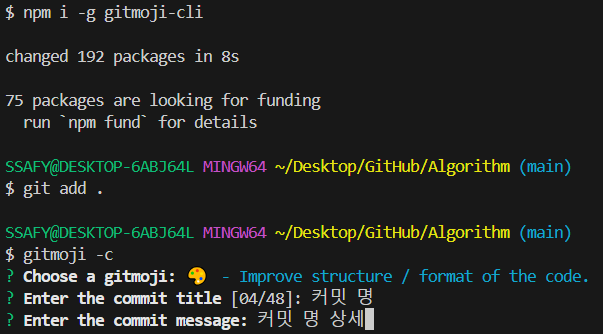 $ npm i -g gitmoji-cli
changed 192 packages in 8s
75 packages are looking for funding
run `npm fund` for details
SSAFY@DESKTOP-6ABJ64L MINGW64 ~/Desktop/GitHub/Algorithm (main)
$ git add .
SSAFY@DESKTOP-6ABJ64L MINGW64 ~/Desktop/GitHub/Algorithm (main)
$ gitmoji -c
? Choose a gitmoji: 🎨 - Improve structure / format of the code.
? Enter the commit title [04/48]: 커밋 명
? Enter the commit message: 커밋 명 상세